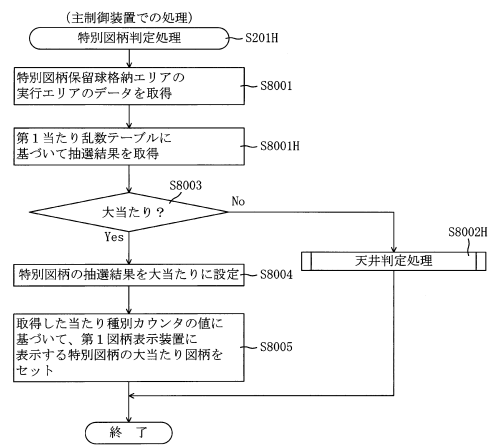 （主制御装置での処理）
特別図柄判定処理
S201H
特別図柄保留球格納エリアの
実行エリアのデータを取得
S8001
第１当たり乱数テーブルに
基づいて抽選結果を取得
S8001H
S8003
大当たり？
No
Yes
S8002H
天井判定処理
特別図柄の抽選結果を大当たりに設定
S8004
取得した当たり種別カウンタの値に
基づいて、第１図柄表示装置に
表示する特別図柄の大当たり図柄を
セット
S8005
終 了